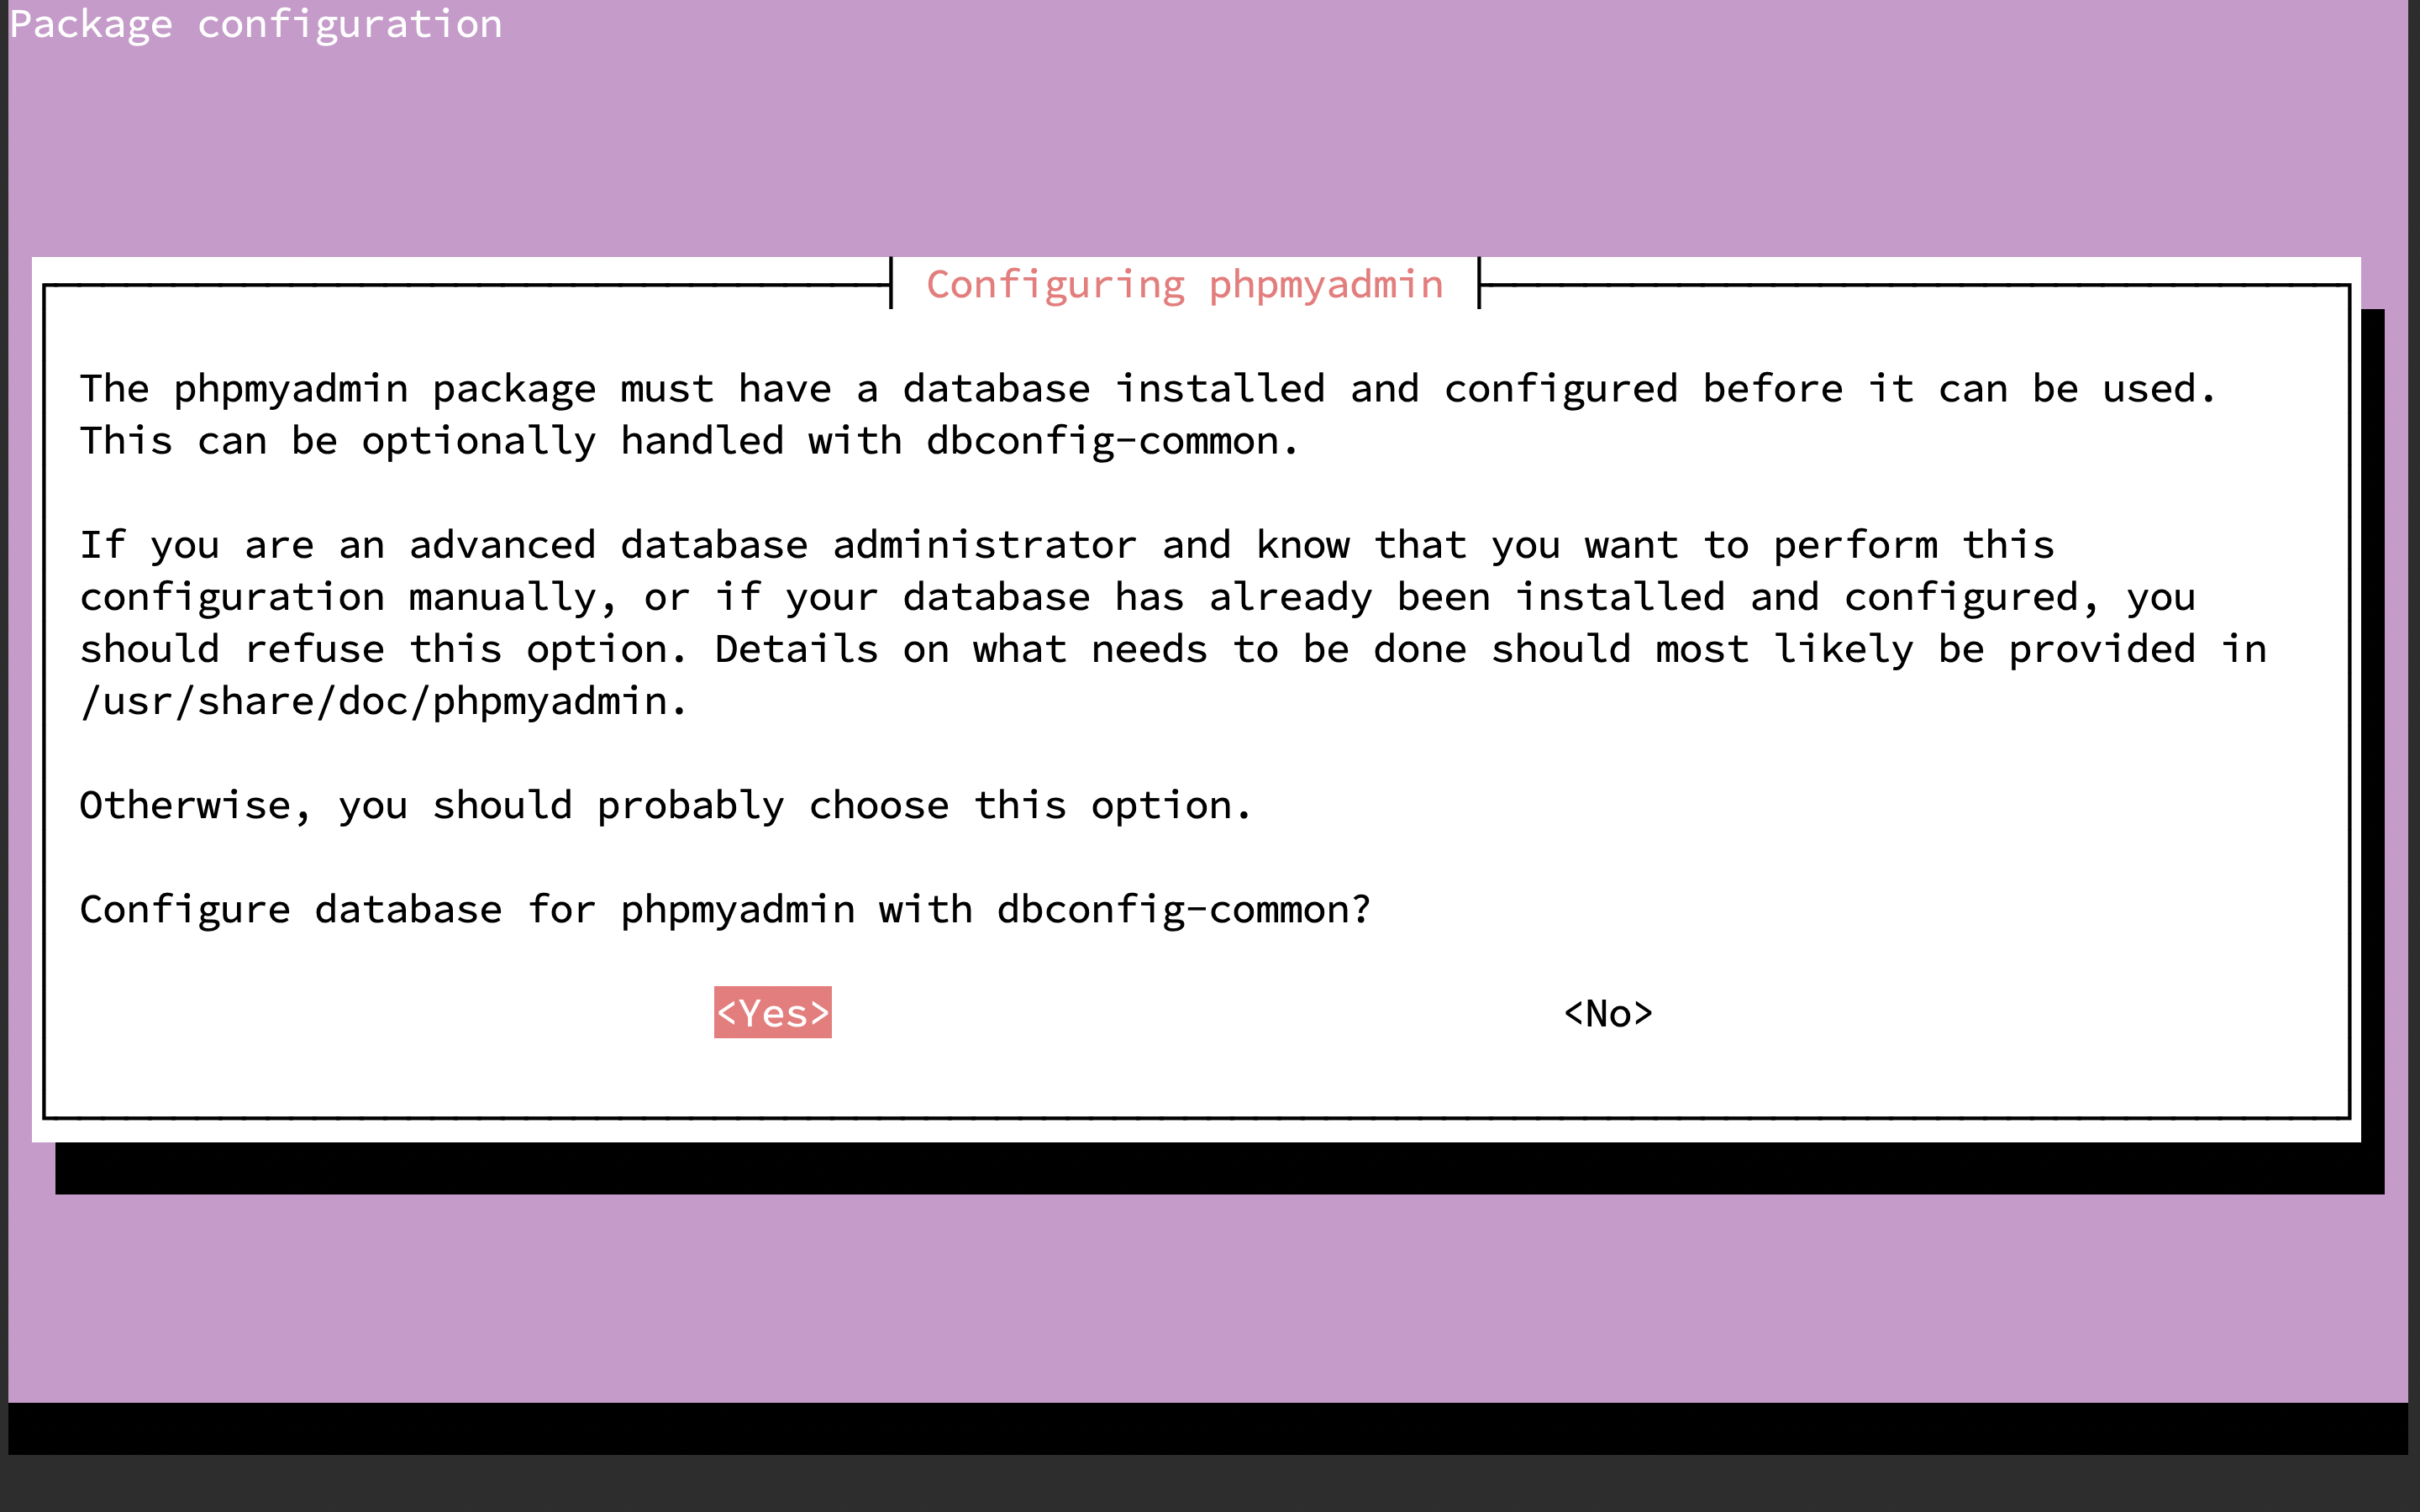 Package configuration
Configuring phpmyadmin
The phpmyadmin package must have a database installed and configured before it can be used.
This can be optionally handled with dbconfig-common.
If you are an advanced database administrator and know that you want to perform this
configuration manually, or if your database has already been installed and configured, you
should refuse this option. Details on what needs to be done should most likely be provided in
/usr/share/doc/phpmyadmin.
Otherwise, you should probably choose this option.
Configure database for phpmyadmin with dbconfig-common?
<Yes> <No>